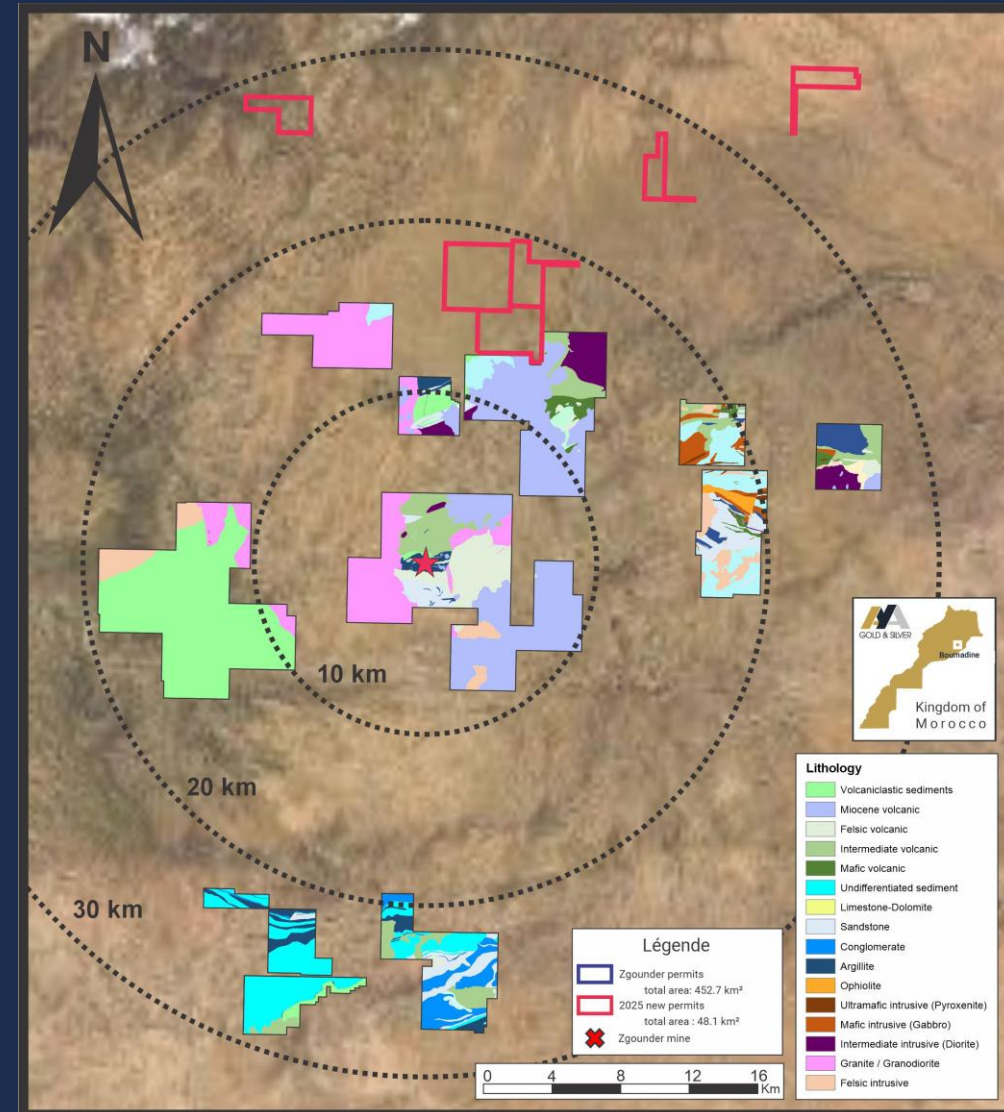 N
10 km
20 km
30 km
AYA
GOLD & SILVER
Boumadine
Kingdom of
Morocco
Légende
Zgounder permits
total area: 452.7 km²
2025 new permits
total area : 48.1 km²
Zgounder mine
0 4 8 12 16
Km
Lithology
Volcaniclastic sediments
Miocene volcanic
Felsic volcanic
Intermediate volcanic
Mafic volcanic
Undifferentiated sediment
Limestone-Dolomite
Sandstone
Conglomerate
Argillite
Ophiolite
Ultramafic intrusive (Pyroxenite)
Mafic intrusive (Gabbro)
Intermediate intrusive (Diorite)
Granite / Granodiorite
Felsic intrusive